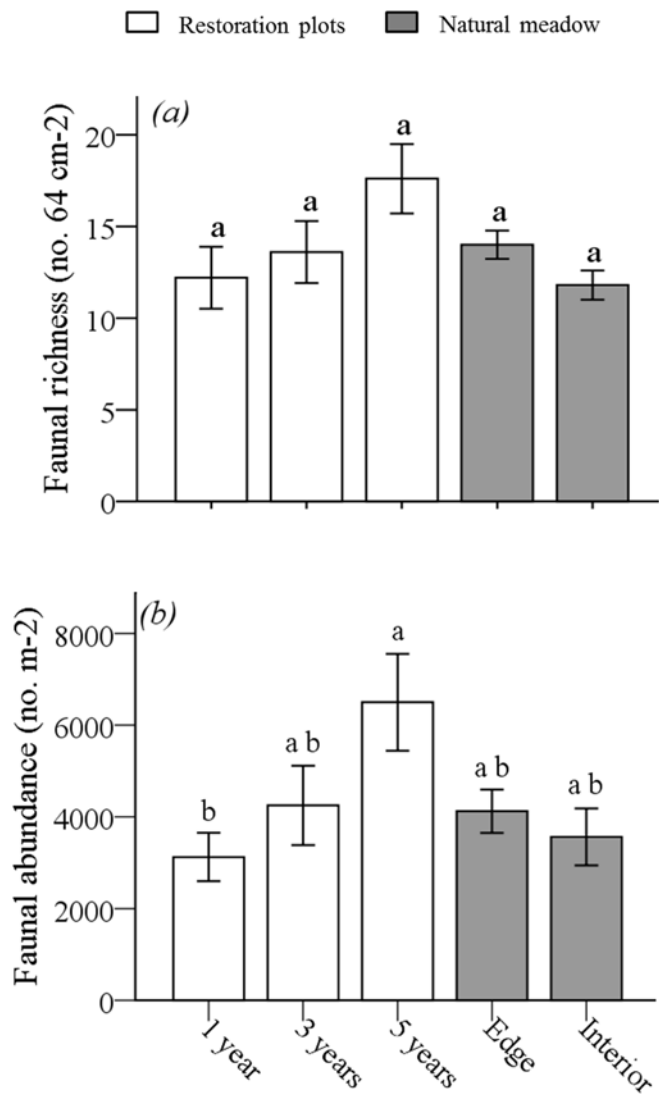 Restoration plots Natural meadow
(a)
Faunal richness (no. 64 cm-2)
20
15
10
5
0
a
a
a
a
a
(b)
Faunal abundance (no. m-2)
8000
6000
4000
2000
0
b
a b
a
a b
a b
1 year
3 years
5 years
Edge
Interior